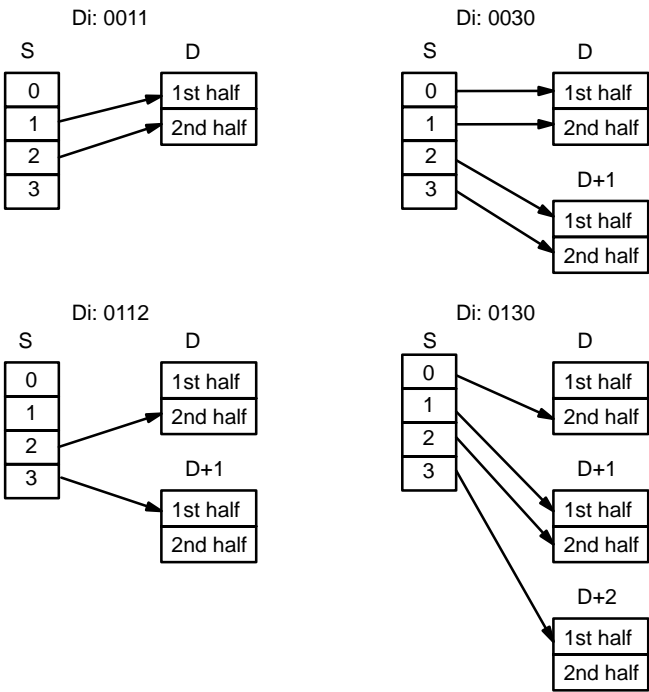 Di: 0011
S
D
0
1
2
3
1st half
2nd half
Di: 0030
S
D
0
1
2
3
1st half
2nd half
D+1
1st half
2nd half
Di: 0112
S
D
0
1
2
3
1st half
2nd half
D+1
1st half
2nd half
Di: 0130
S
D
0
1
2
3
1st half
2nd half
D+1
1st half
2nd half
D+2
1st half
2nd half